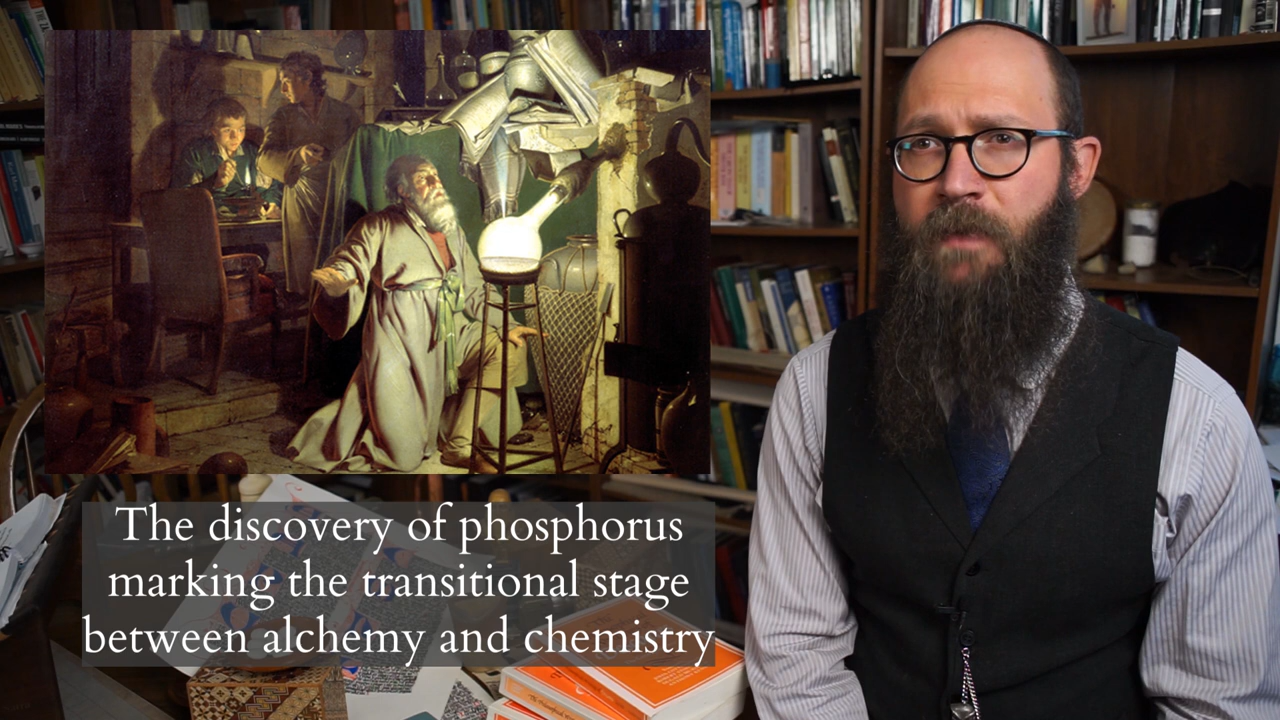 The discovery of phosphorus
marking the transitional stage
between alchemy and chemistry